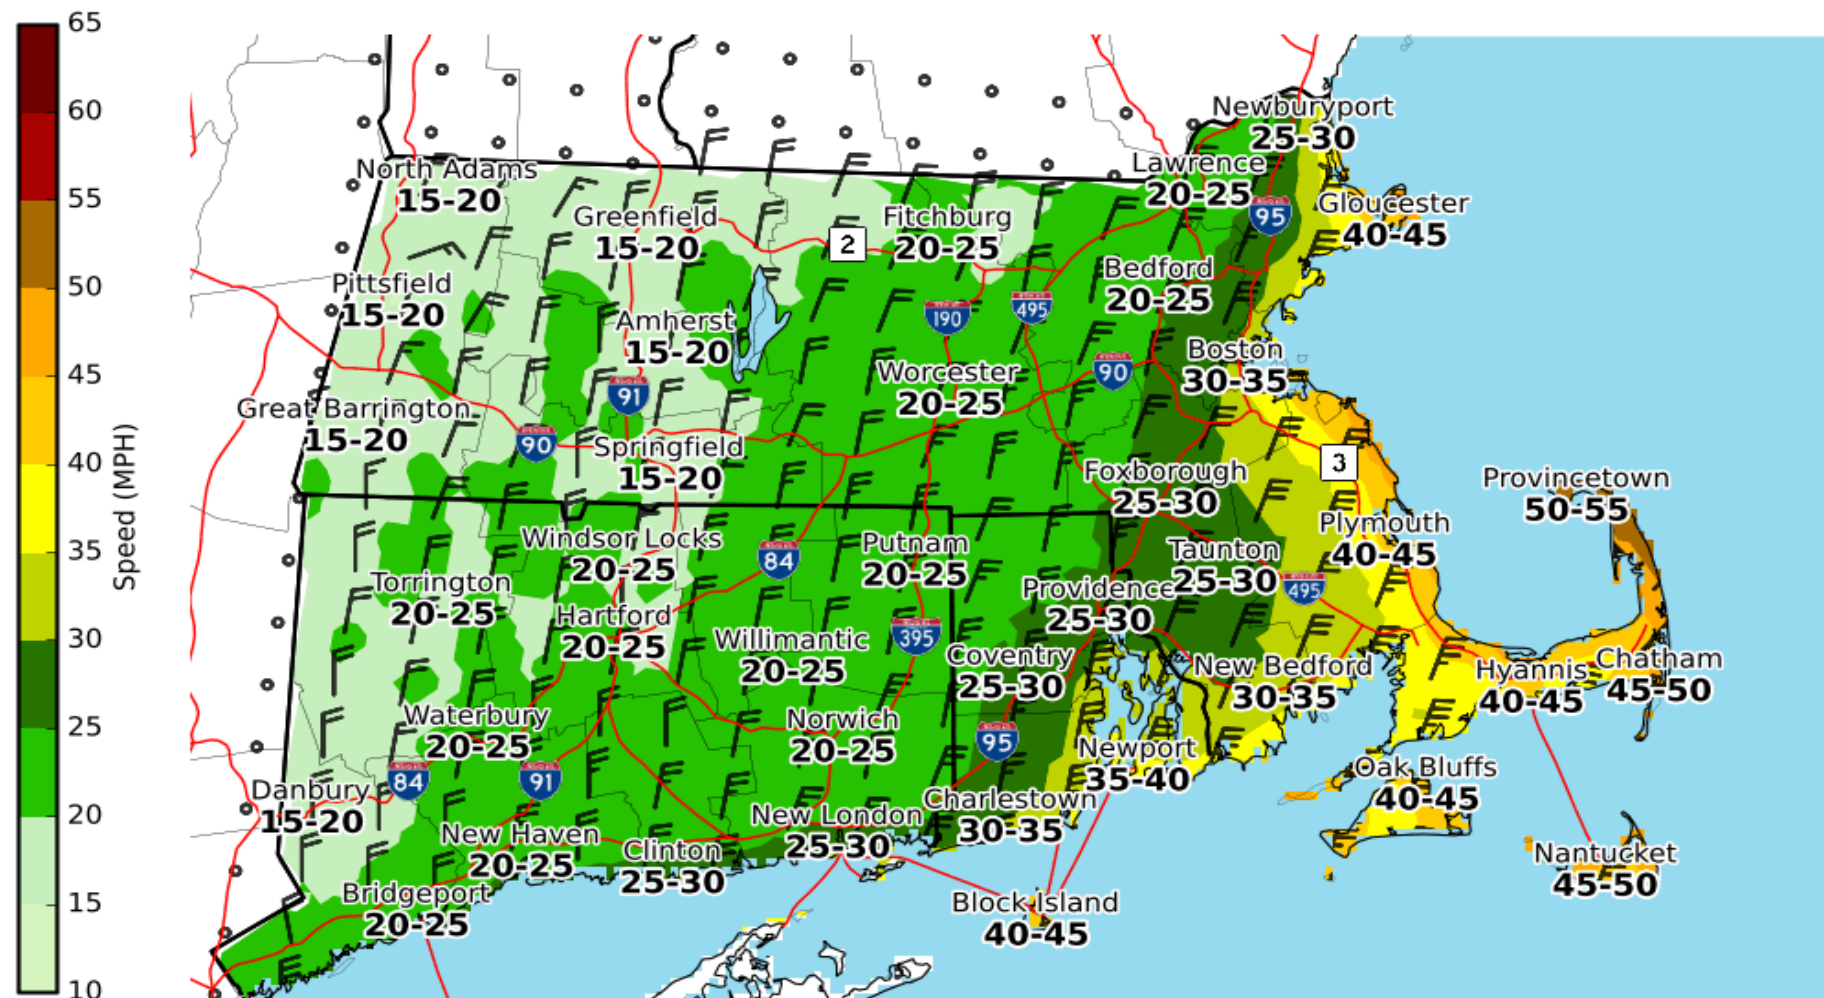 65
60
55
50
45
40
35
30
25
20
15
10
Speed (MPH)
Newburyport
25-30
Lawrence
20-25
95
Gloucester
40-45
North Adams
15-20
Greenfield
15-20
2
Fitchburg
20-25
Bedford
20-25
Pittsfield
15-20
Amherst
15-20
190
495
Boston
30-35
Worcester
20-25
90
91
Great Barrington
15-20
90
Springfield
15-20
3
Foxborough
25-30
Provincetown
50-55
Windsor Locks
20-25
84
Putnam
20-25
Plymouth
40-45
Taunton
25-30
495
Torrington
20-25
Hartford
20-25
Providence
25-30
Willimantic
20-25
395
Coventry
25-30
New Bedford
30-35
Hyannis
40-45
Chatham
45-50
Waterbury
20-25
Norwich
20-25
95
Newport
35-40
84
91
Danbury
15-20
Oak Bluffs
40-45
New Haven
20-25
Clinton
25-30
New London
25-30
Charlestown
30-35
Nantucket
45-50
Bridgeport
20-25
Block Island
40-45